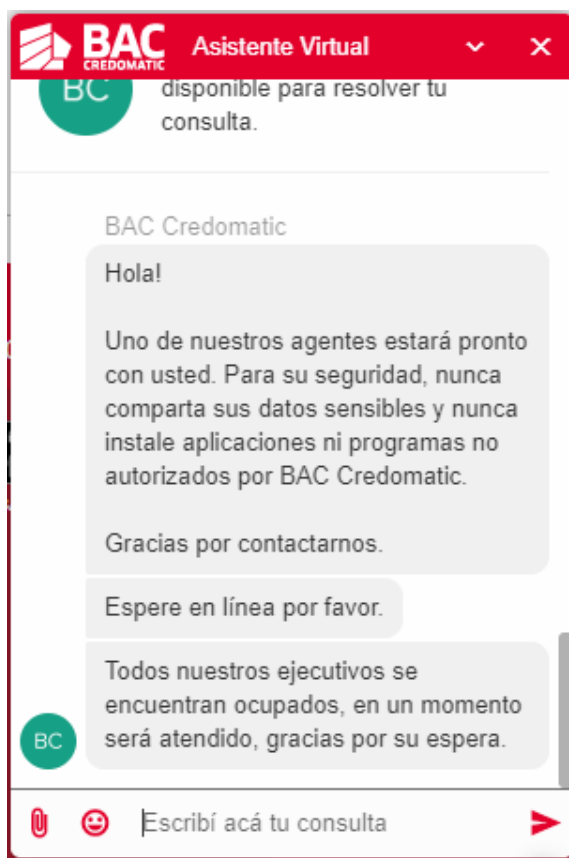 BAC
CREDOMATIC
Asistente Virtual
BC
disponible para resolver tu
consulta.
BAC Credomatic
Hola!
Uno de nuestros agentes estará pronto
con usted. Para su seguridad, nunca
comparta sus datos sensibles y nunca
instale aplicaciones ni programas no
autorizados por BAC Credomatic.
Gracias por contactarnos.
Espere en línea por favor.
Todos nuestros ejecutivos se
encuentran ocupados, en un momento
será atendido, gracias por su espera.
BC
Escribí acá tu consulta